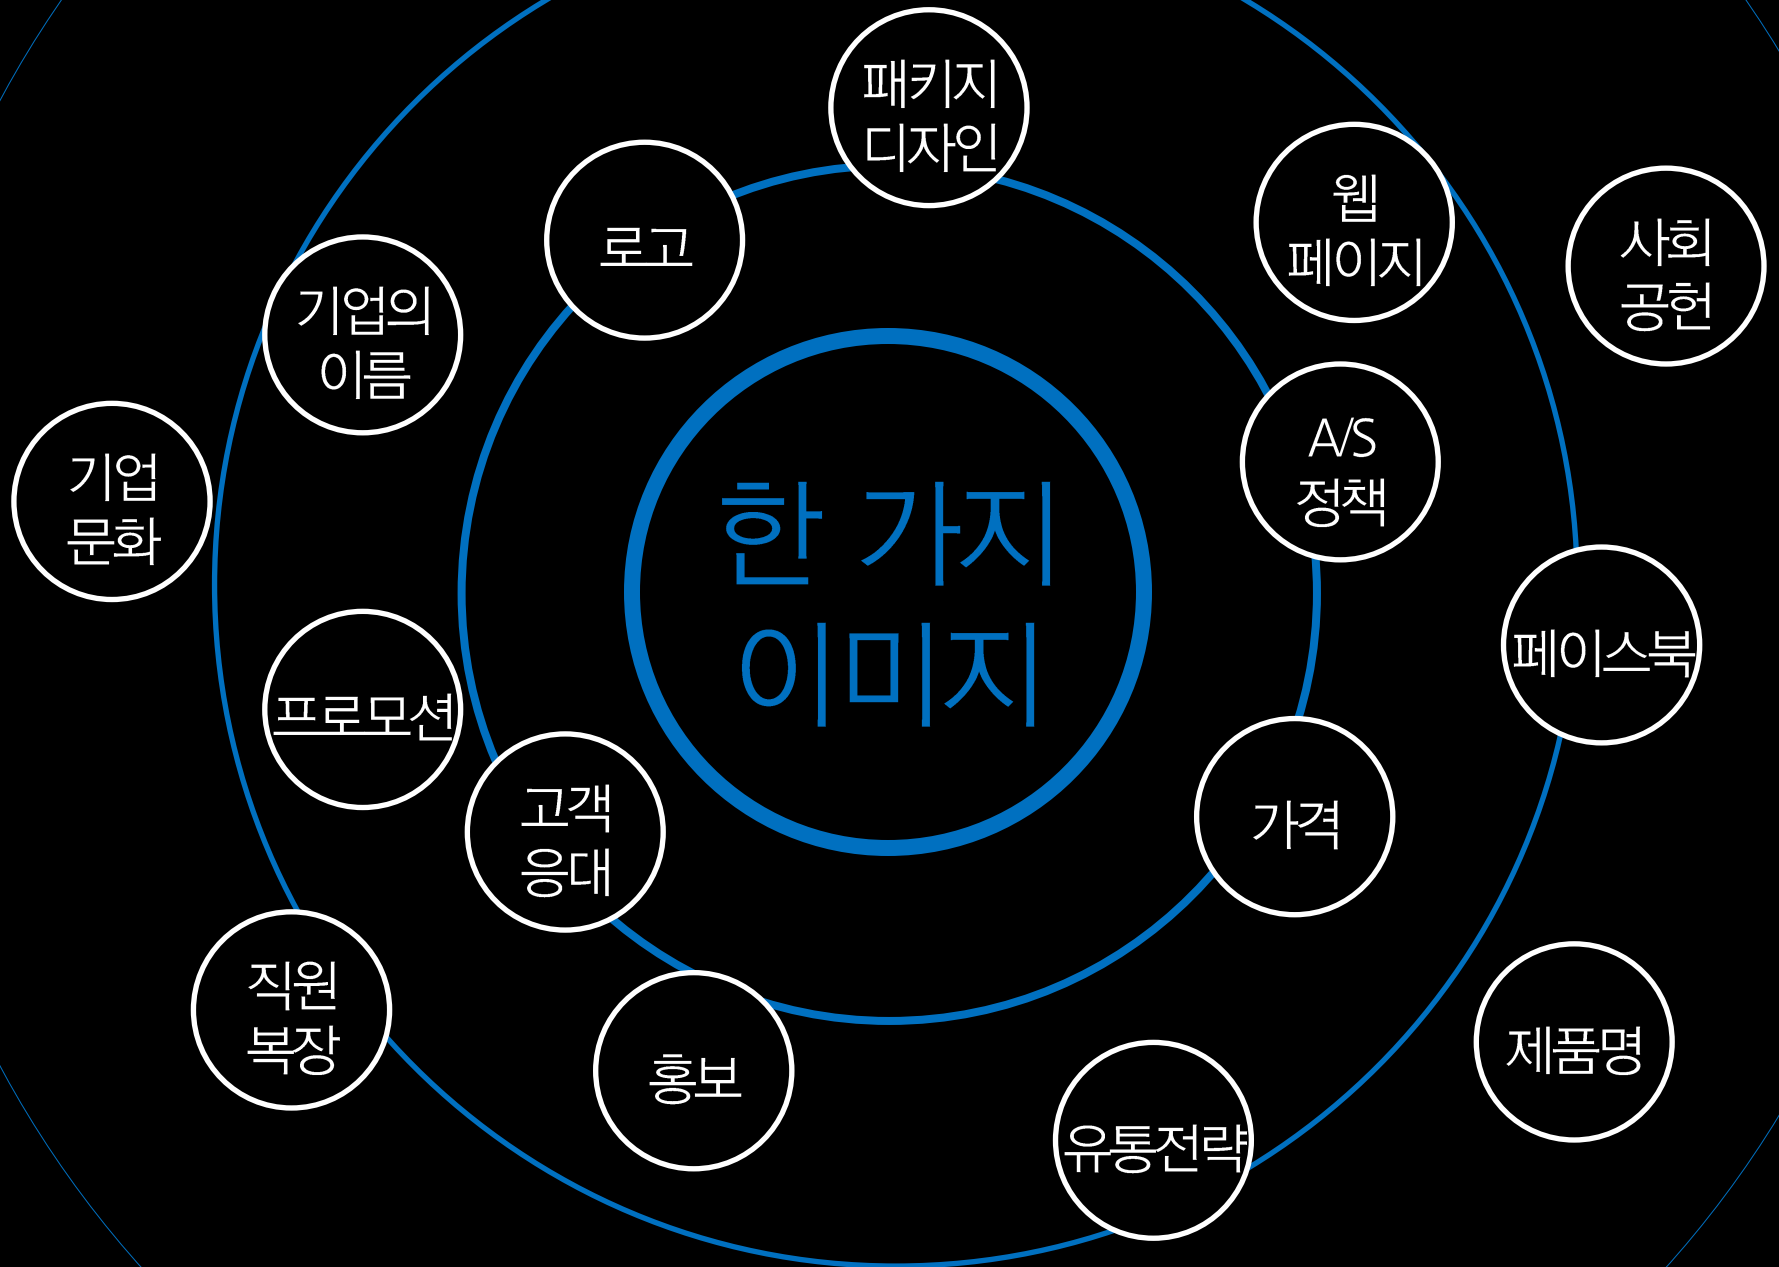 패키지
디자인
로고
웹
페이지
사회
공헌
기업의
이름
A/S
정책
기업
문화
한 가지
이미지
페이스북
프로모션
고객
응대
가격
직원
복장
홍보
제품명
유통전략